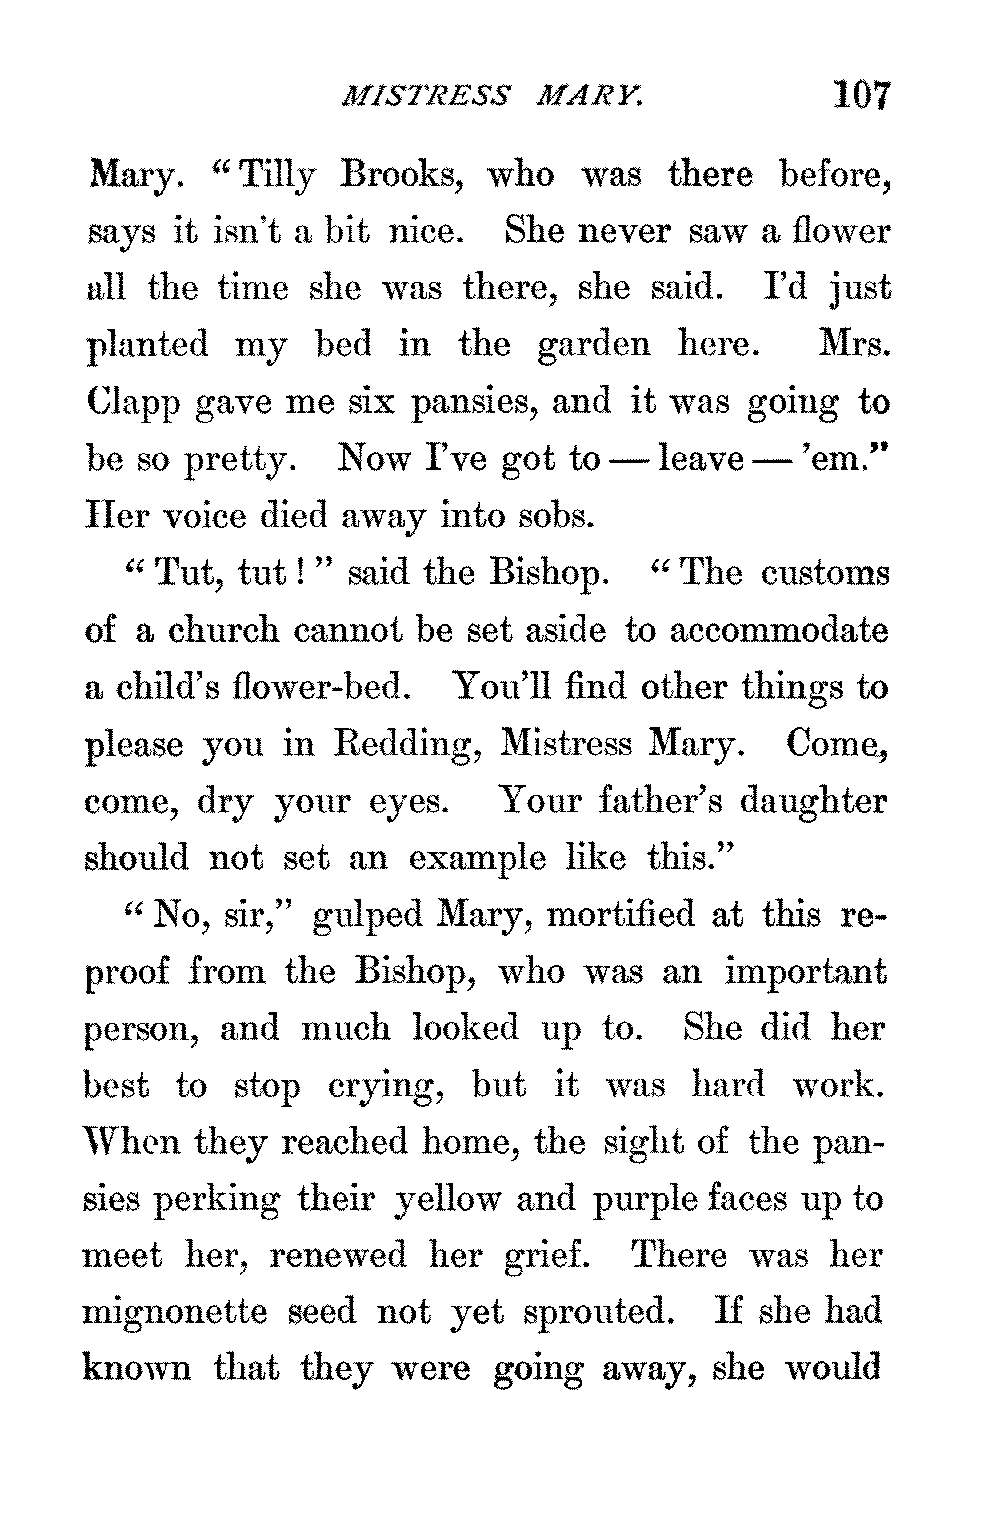 MISTRESS MARY. 107
Mary. “Tilly Brooks, who was there before,
says it isn’t a bit nice. She never saw a flower
all the time she was there, she said. I’d just
planted my bed in the garden here. Mrs.
Clapp gave me six pansies, and it was going to
be so pretty. Now I’ve got to — leave — ’em.”
Her voice died away into sobs.
“Tut, tut!” said the Bishop. “The customs
of a church cannot be set aside to accommodate
a child’s flower-bed. You’ll find other things to
please you in Redding, Mistress Mary. Come,
come, dry your eyes. Your father’s daughter
should not set an example like this.”
“No, sir,” gulped Mary, mortified at this re-
proof from the Bishop, who was an important
person, and much looked up to. She did her
best to stop crying, but it was hard work.
When they reached home, the sight of the pan-
sies perking their yellow and purple faces up to
meet her, renewed her grief. There was her
mignonette seed not yet sprouted. If she had
known that they were going away, she would